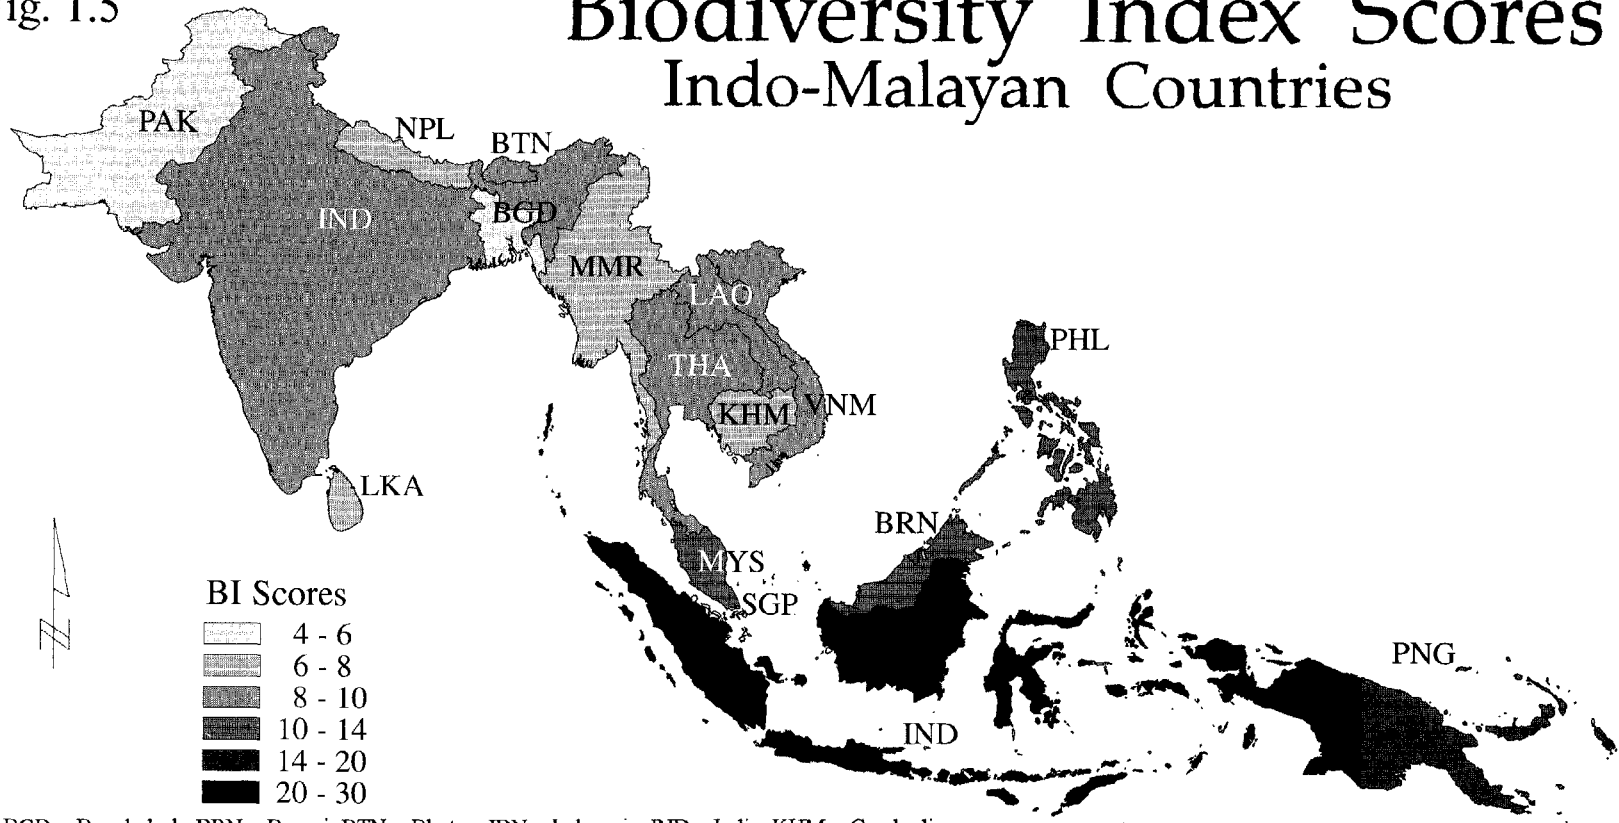 ig. 1.5
Biodiversity Index Scores
Indo-Malayan Countries
PAK
NPL
BTN
IND
BGD
MMR
LAO
THA
KHM
VNM
PHL
LKA
BRN
MYS
SGP
PNG
IND
BI Scores
4 - 6
6 - 8
8 - 10
10 - 14
14 - 20
20 - 30